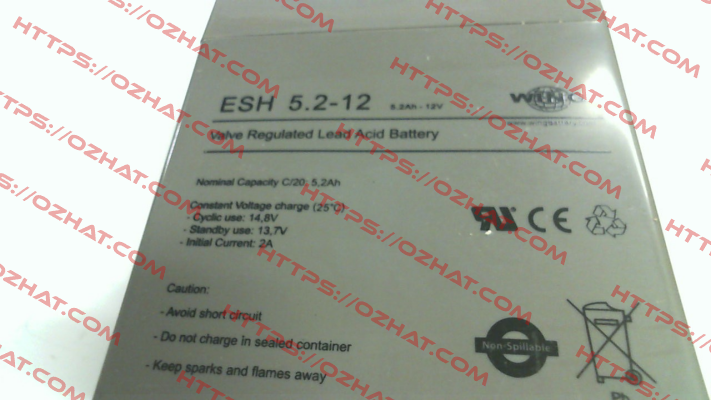 ESH 5.2-12 5.2Ah - 12V
Valve Regulated Lead Acid Battery
Nominal Capacity C/20: 5,2Ah
Constant Voltage charge (25°C)
- Cyclic use: 14,8V
- Standby use: 13,7V
- Initial Current: 2A
CE
Caution:
- Avoid short circuit
- Do not charge in sealed container
- Keep sparks and flames away
Non-Spillable
HTTPS://OZHAT.COM